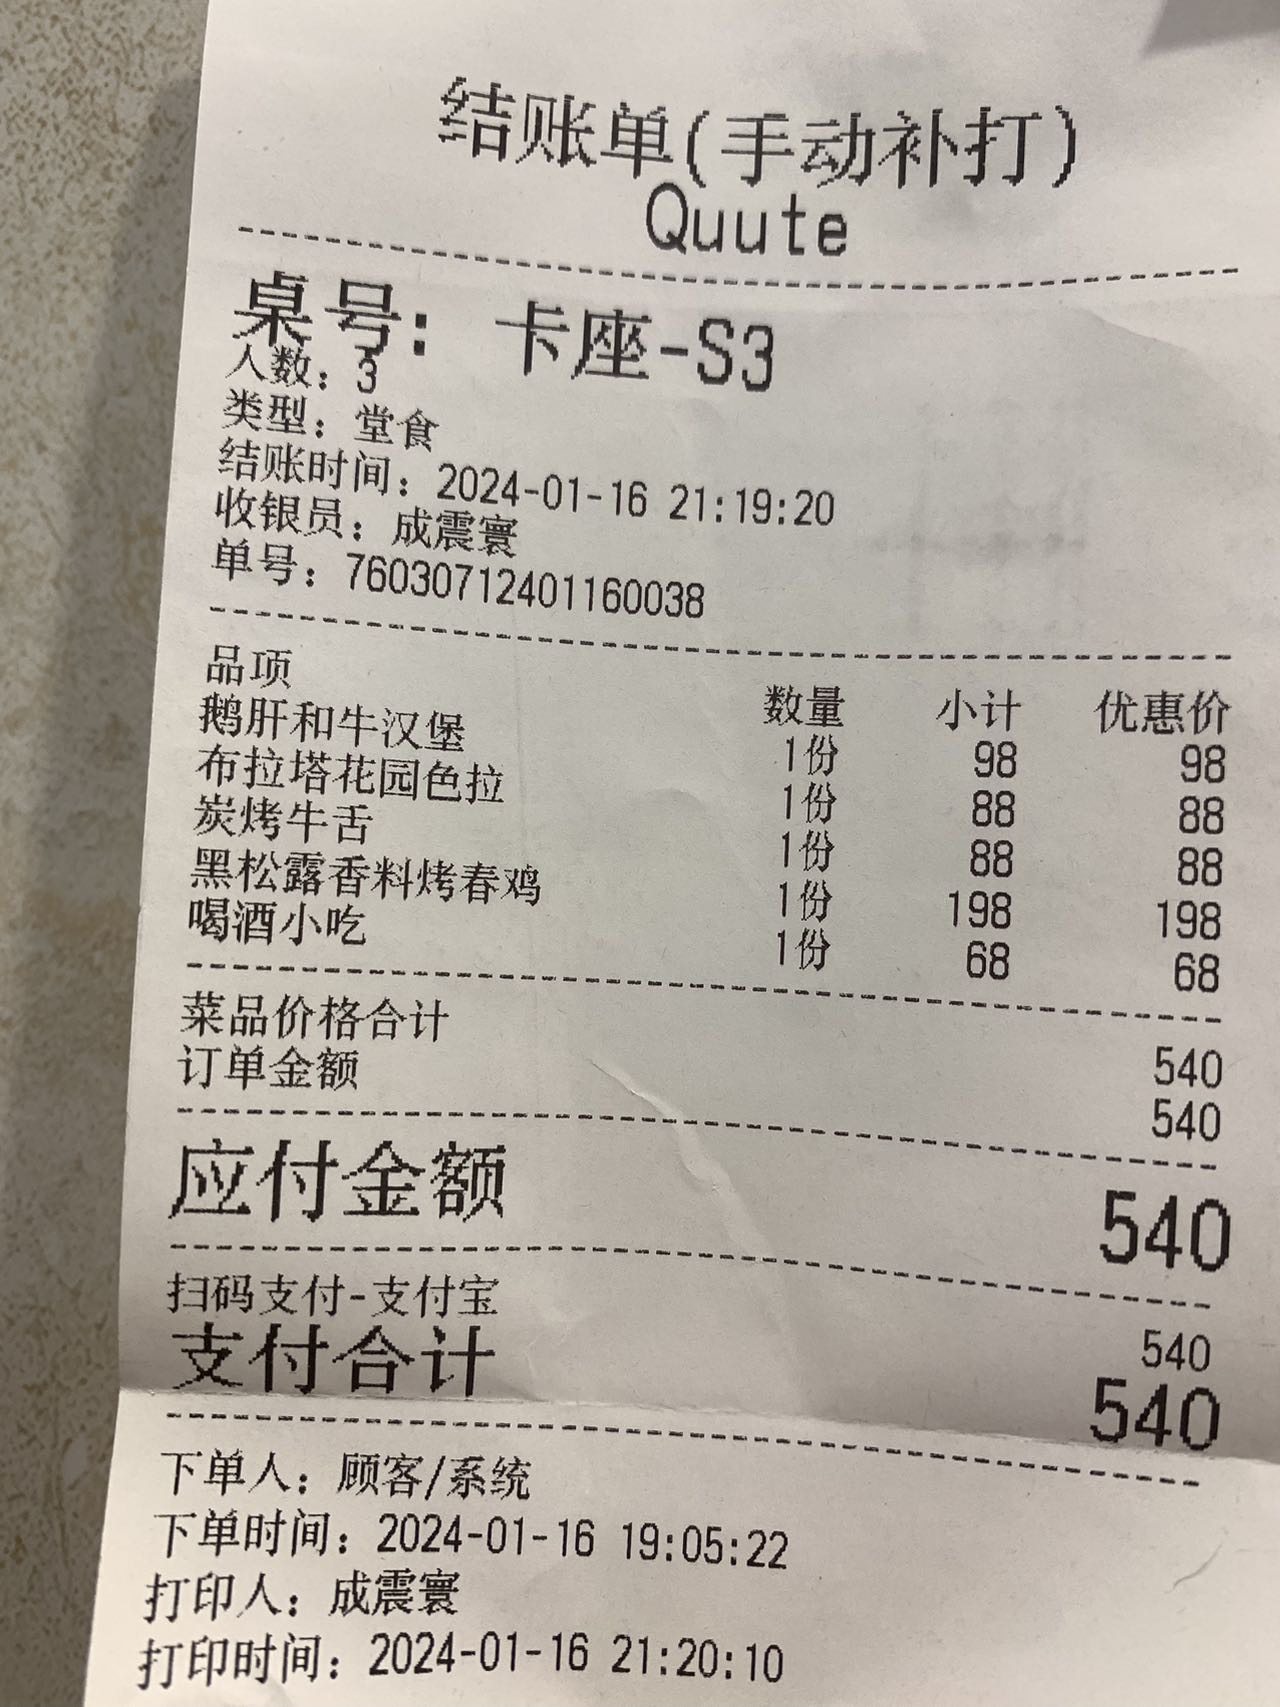 结账单(手动补打)
Quute
桌号: 卡座-S3
人数: 3
类型: 堂食
结账时间: 2024-01-16 21:19:20
收银员: 成震寰
单号: 76030712401160038
品项 数量 小计 优惠价
鹅肝和牛汉堡 1份 98 98
布拉塔花园色拉 1份 88 88
炭烤牛舌 1份 88 88
黑松露香料烤春鸡 1份 198 198
喝酒小吃 1份 68 68
菜品价格合计 540
订单金额 540
应付金额 540
扫码支付-支付宝 540
支付合计 540
下单人: 顾客/系统
下单时间: 2024-01-16 19:05:22
打印人: 成震寰
打印时间: 2024-01-16 21:20:10